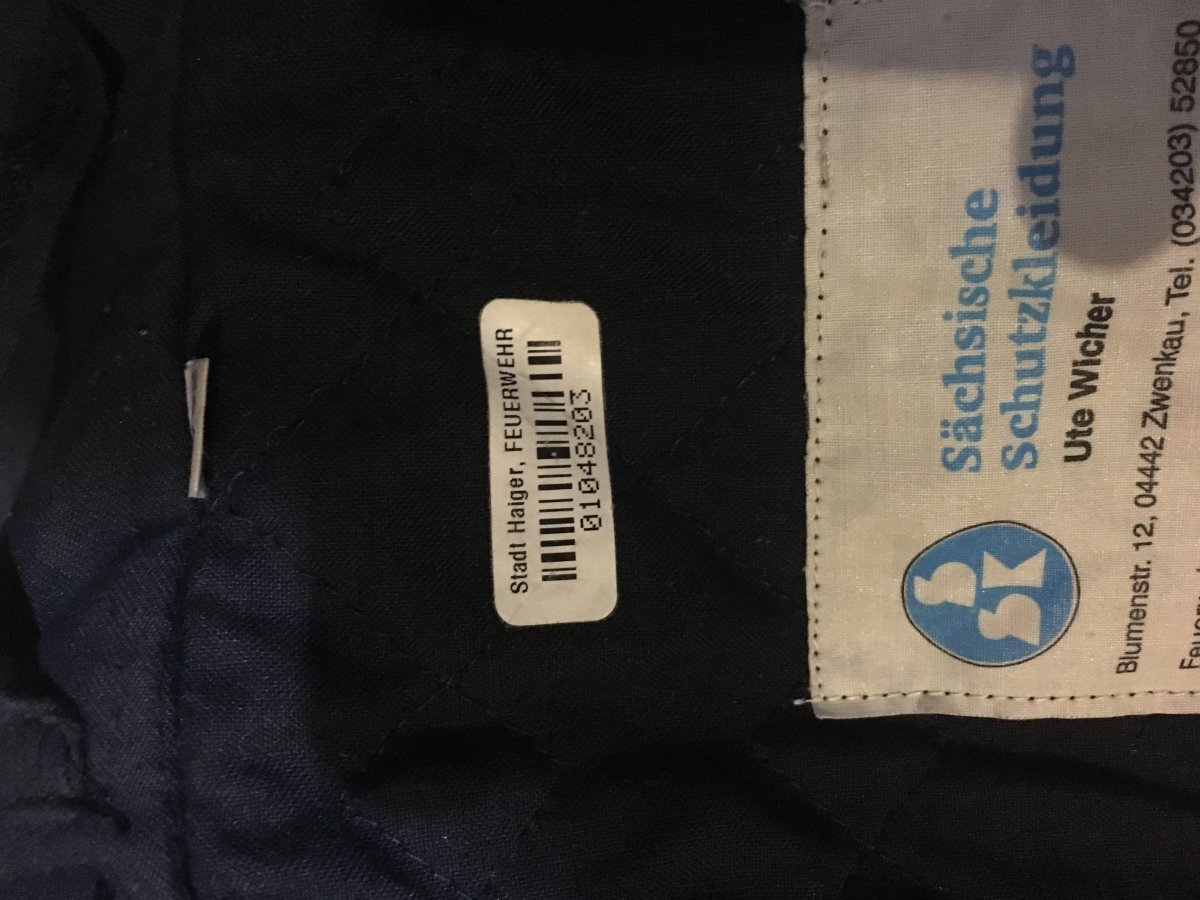 Stadt Haiger, FEUERWEHR
01048203
Sächsische
Schutzkleidung
Ute Wicher
Blumenstr. 12, 04442 Zwenkau, Tel. (034203) 52850